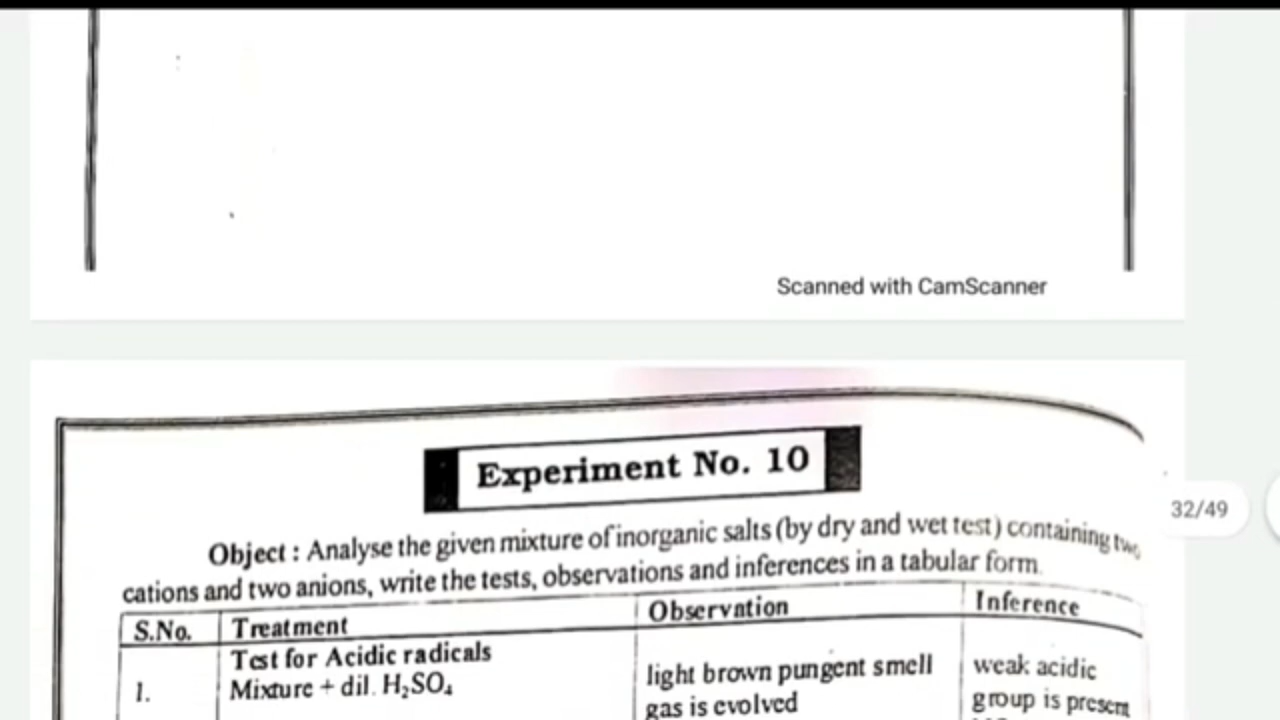 Scanned with CamScanner
Experiment No. 10
32/49
Object : Analyse the given mixture of inorganic salts (by dry and wet test) containing two
cations and two anions, write the tests, observations and inferences in a tabular form.
S.No. Treatment Observation Inference
Test for Acidic radicals
1. Mixture + dil. H₂SO₄ light brown pungent smell weak acidic
gas is evolved group is present